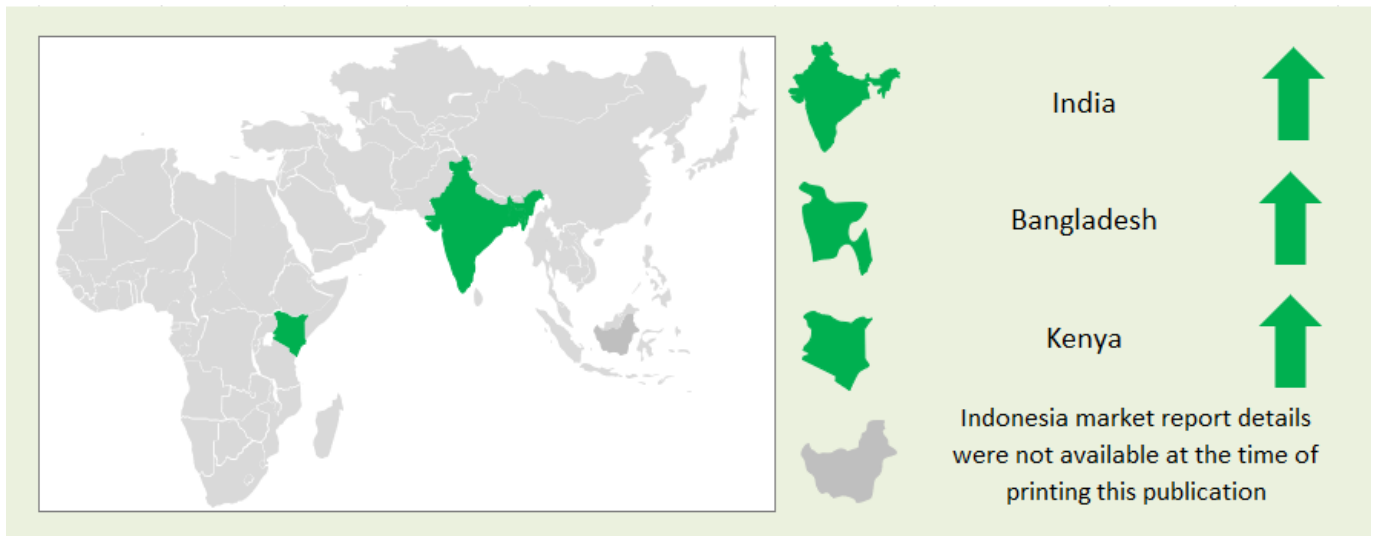 India
Bangladesh
Kenya
Indonesia market report details
were not available at the time of
printing this publication